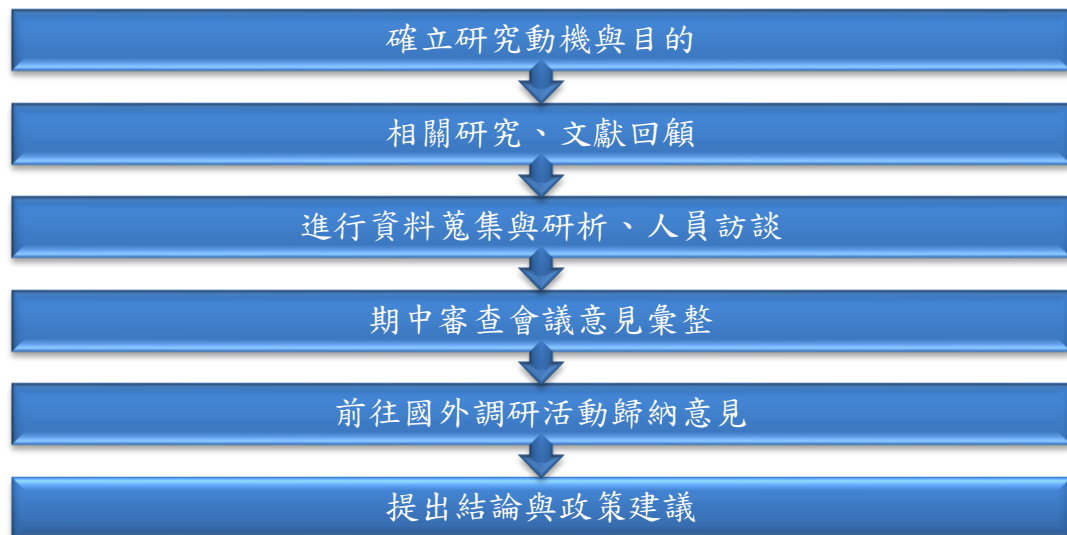 確立研究動機與目的
相關研究、文獻回顧
進行資料蒐集與研析、人員訪談
期中審查會議意見彙整
前往國外調研活動歸納意見
提出結論與政策建議